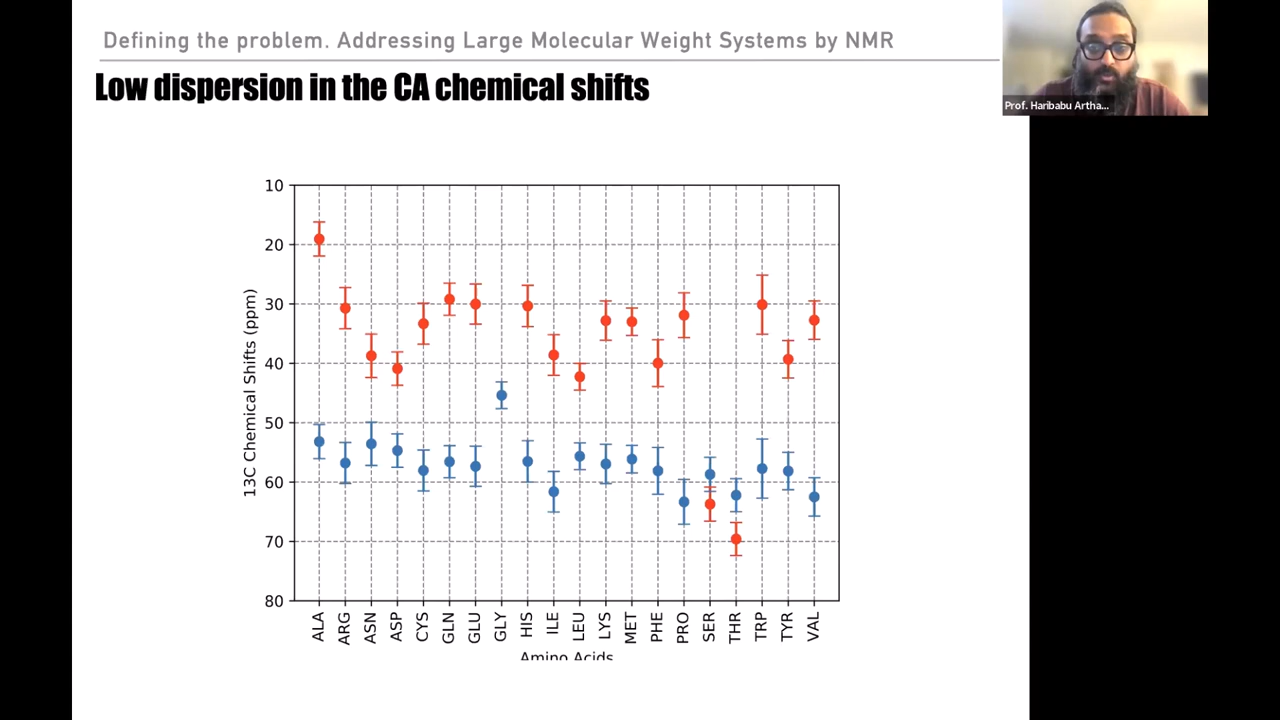 Defining the problem. Addressing Large Molecular Weight Systems by NMR
Low dispersion in the CA chemical shifts
Prof. Haribabu Artha...
10
20
30
40
50
60
70
80
13C Chemical Shifts (ppm)
ALA
ARG
ASN
ASP
CYS
GLN
GLU
GLY
HIS
ILE
LEU
LYS
MET
PHE
PRO
SER
THR
TRP
TYR
VAL
Amino Acids